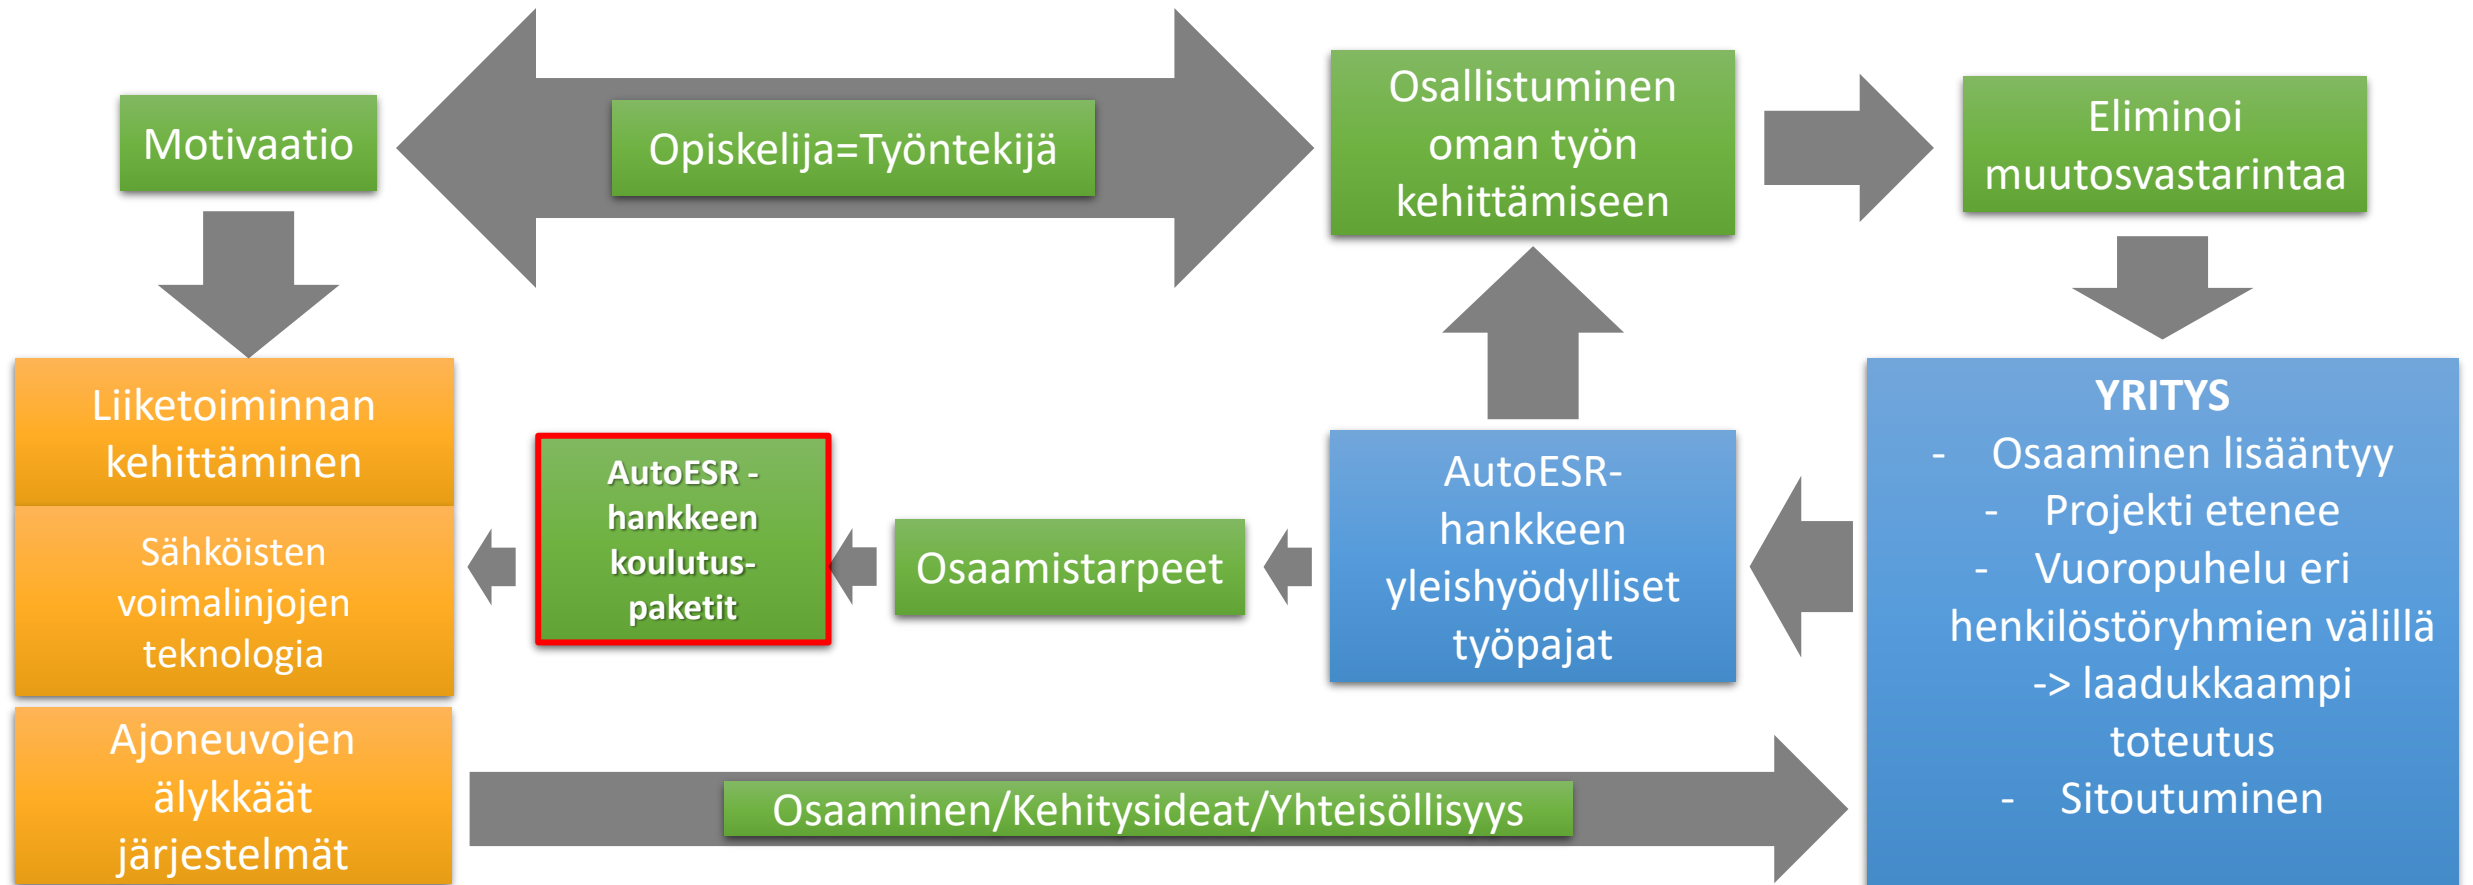 Motivaatio
Opiskelija=Työntekijä
Osallistuminen
oman työn
kehittämiseen
Eliminoi
muutosvastarintaa
Liiketoiminnan
kehittäminen
Sähköisten
voimalinjojen
teknologia
Ajoneuvojen
älykkäät
järjestelmät
AutoESR -
hankkeen
koulutus-
paketit
Osaamistarpeet
AutoESR-
hankkeen
yleishyödylliset
työpajat
YRITYS
- Osaaminen lisääntyy
- Projekti etenee
- Vuoropuhelu eri
henkilöstöryhmien välillä
-> laadukkaampi
toteutus
- Sitoutuminen
Osaaminen/Kehitysideat/Yhteisöllisyys